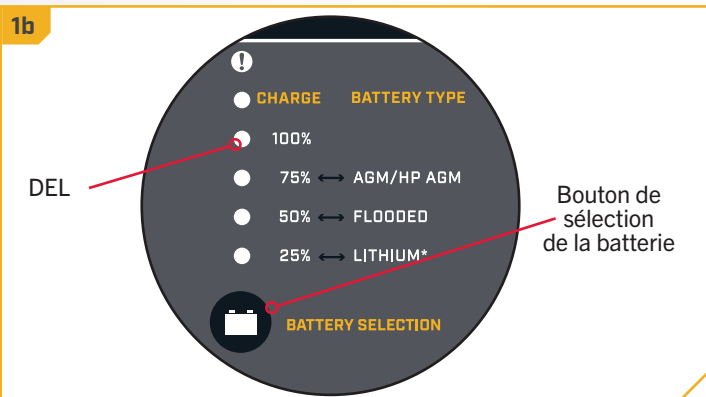 1b
!
CHARGE BATTERY TYPE
100%
DEL
75% ↔ AGM/HP AGM
50% ↔ FLOODED
25% ↔ LITHIUM*
BATTERY SELECTION
Bouton de
sélection
de la batterie